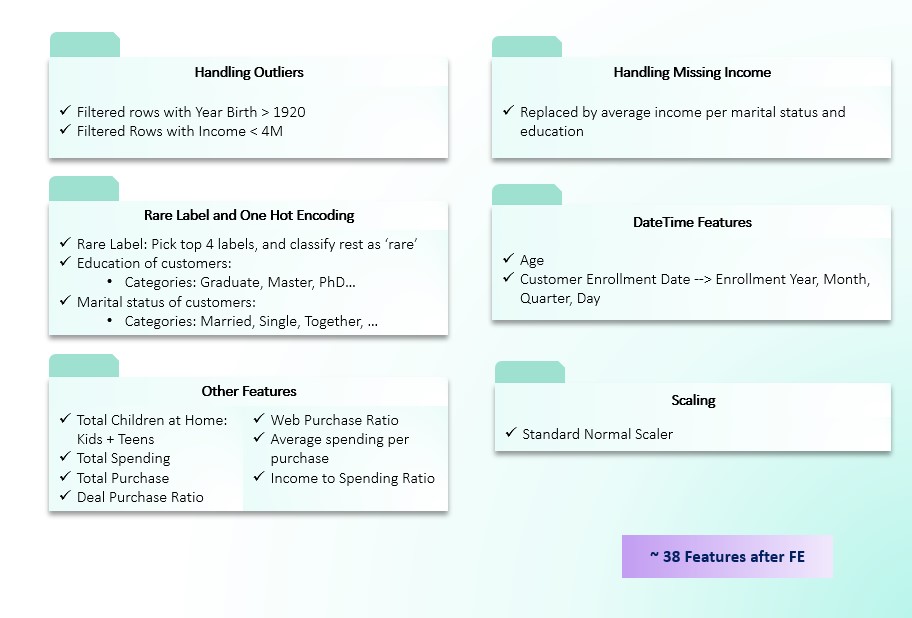 Handling Outliers
✓ Filtered rows with Year Birth > 1920
✓ Filtered Rows with Income < 4M
Handling Missing Income
✓ Replaced by average income per marital status and
education
Rare Label and One Hot Encoding
✓ Rare Label: Pick top 4 labels, and classify rest as ‘rare’
✓ Education of customers:
• Categories: Graduate, Master, PhD...
✓ Marital status of customers:
• Categories: Married, Single, Together, ...
DateTime Features
✓ Age
✓ Customer Enrollment Date --> Enrollment Year, Month,
Quarter, Day
Other Features
✓ Total Children at Home:
Kids + Teens
✓ Total Spending
✓ Total Purchase
✓ Deal Purchase Ratio
✓ Web Purchase Ratio
✓ Average spending per
purchase
✓ Income to Spending Ratio
Scaling
✓ Standard Normal Scaler
~ 38 Features after FE